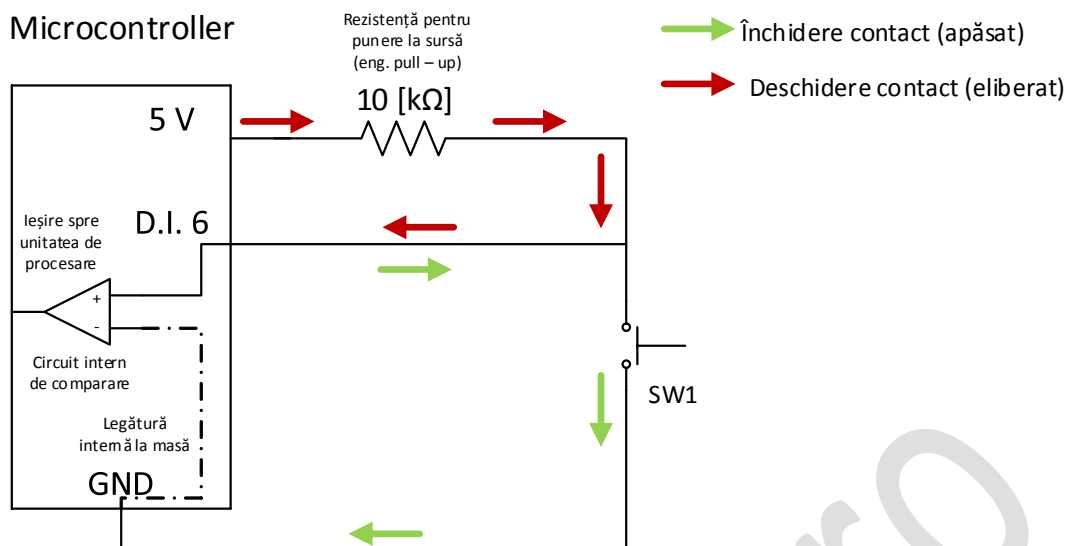 Microcontroller
Rezistență pentru
punere la sursă
(eng. pull – up)
10 [kΩ]
Închidere contact (apăsat)
Deschidere contact (eliberat)
5 V
D.I. 6
Ieșire spre
unitatea de
procesare
+
-
Circuit intern
de comparare
SW1
Legătură
internă la masă
GND
ro